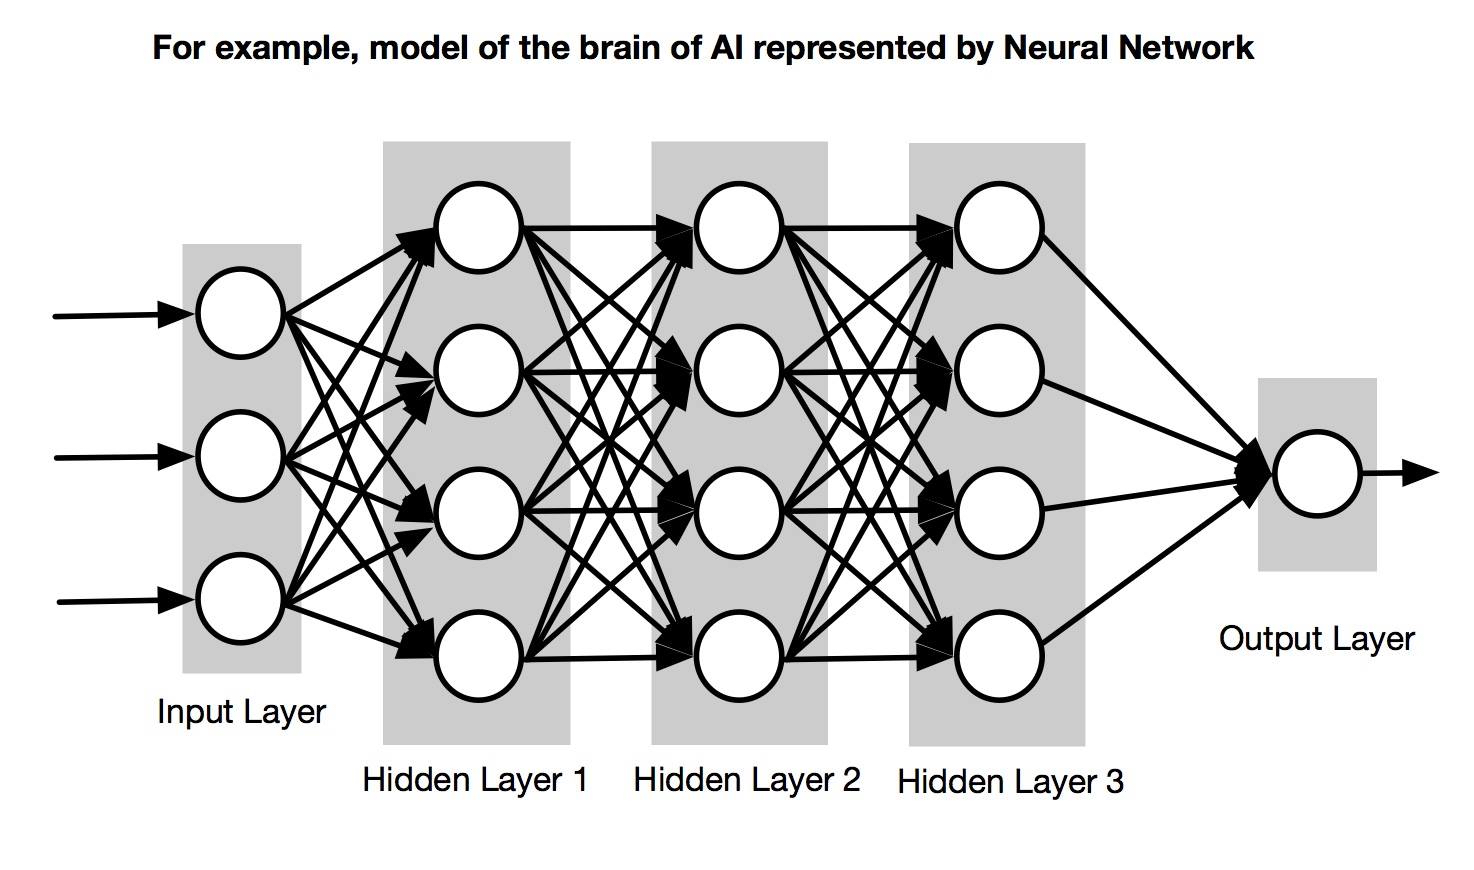 For example, model of the brain of AI represented by Neural Network
Input Layer
Hidden Layer 1
Hidden Layer 2
Hidden Layer 3
Output Layer